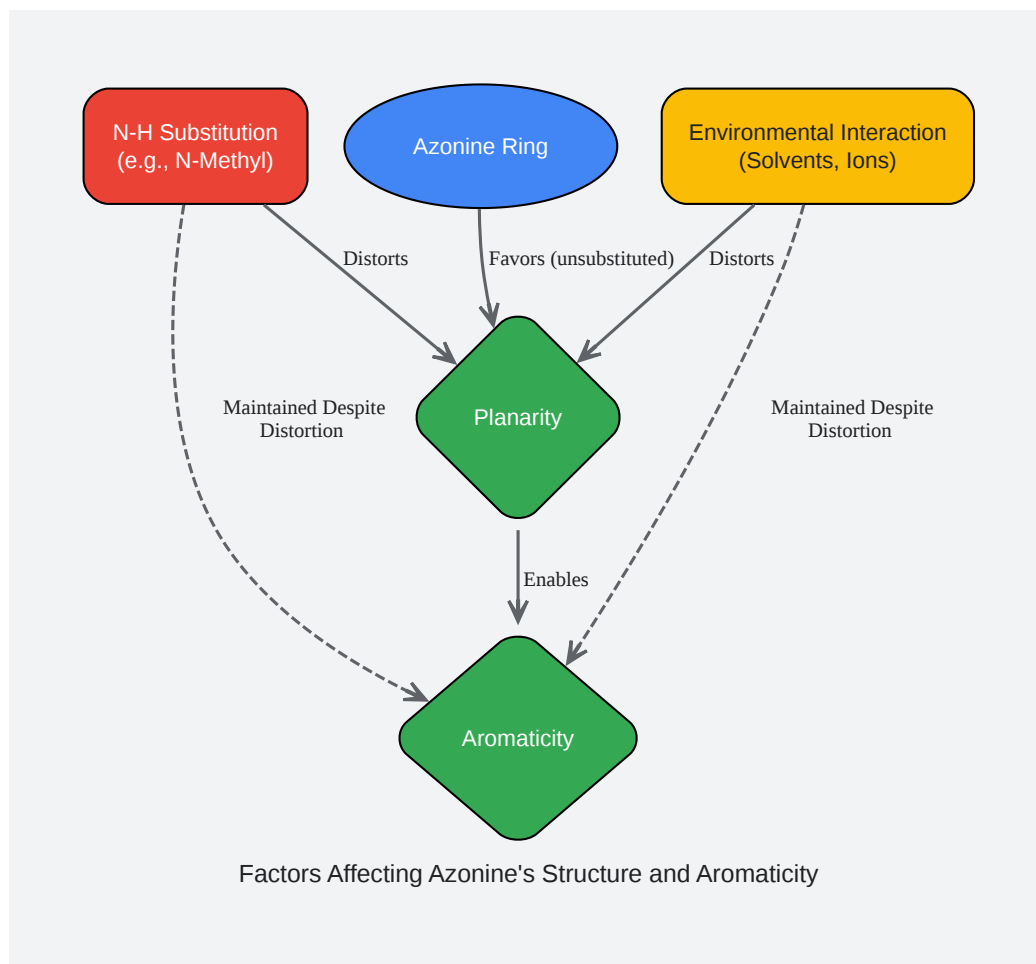 N-H Substitution
(e.g., N-Methyl)
Azonine Ring
Environmental Interaction
(Solvents, Ions)
Distorts
Favors (unsubstituted)
Distorts
Maintained Despite
Distortion
Planarity
Maintained Despite
Distortion
Enables
Aromaticity
Factors Affecting Azonine's Structure and Aromaticity